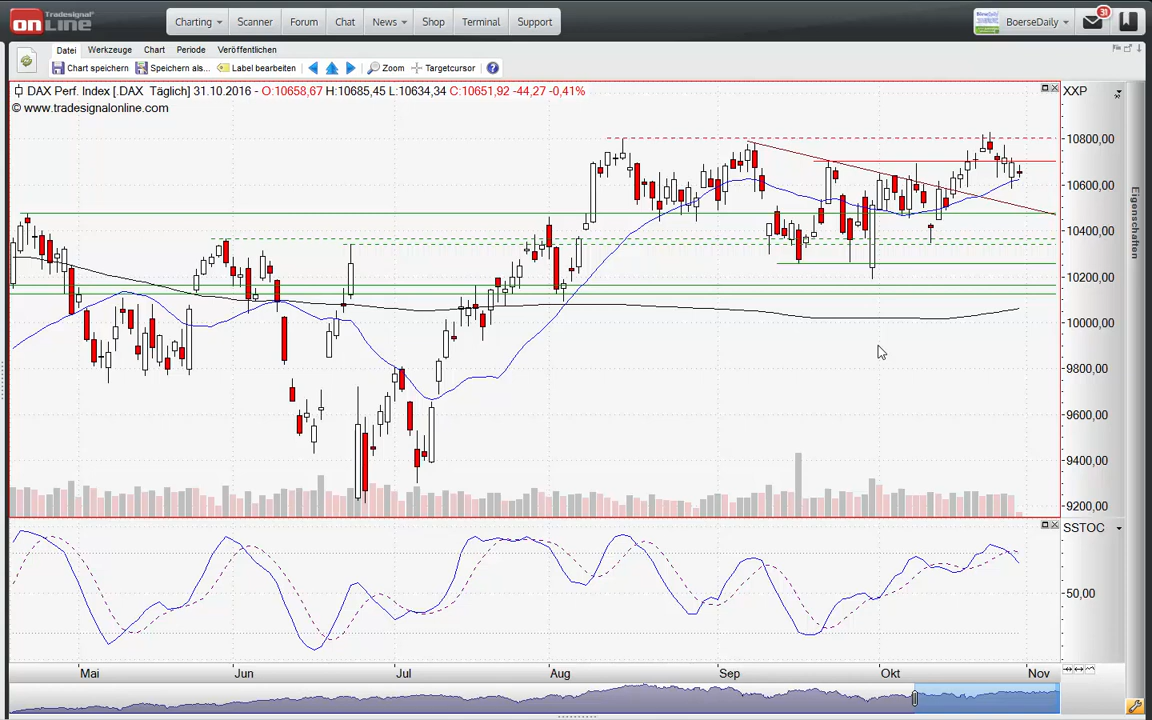 Tradesignal
onLine
Charting
Scanner
Forum
Chat
News
Shop
Terminal
Support
BoerseDaily
31
Datei
Werkzeuge
Chart
Periode
Veröffentlichen
Chart speichern
Speichern als...
Label bearbeiten
Zoom
Targetcursor
DAX Perf. Index [.DAX Täglich] 31.10.2016 - O:10658,67 H:10685,45 L:10634,34 C:10651,92 -44,27 -0,41%
© www.tradesignalonline.com
XXP
10800,00
10600,00
10400,00
10200,00
10000,00
9800,00
9600,00
9400,00
9200,00
Eigenschaften
SSTOC
50,00
Mai
Jun
Jul
Aug
Sep
Okt
Nov